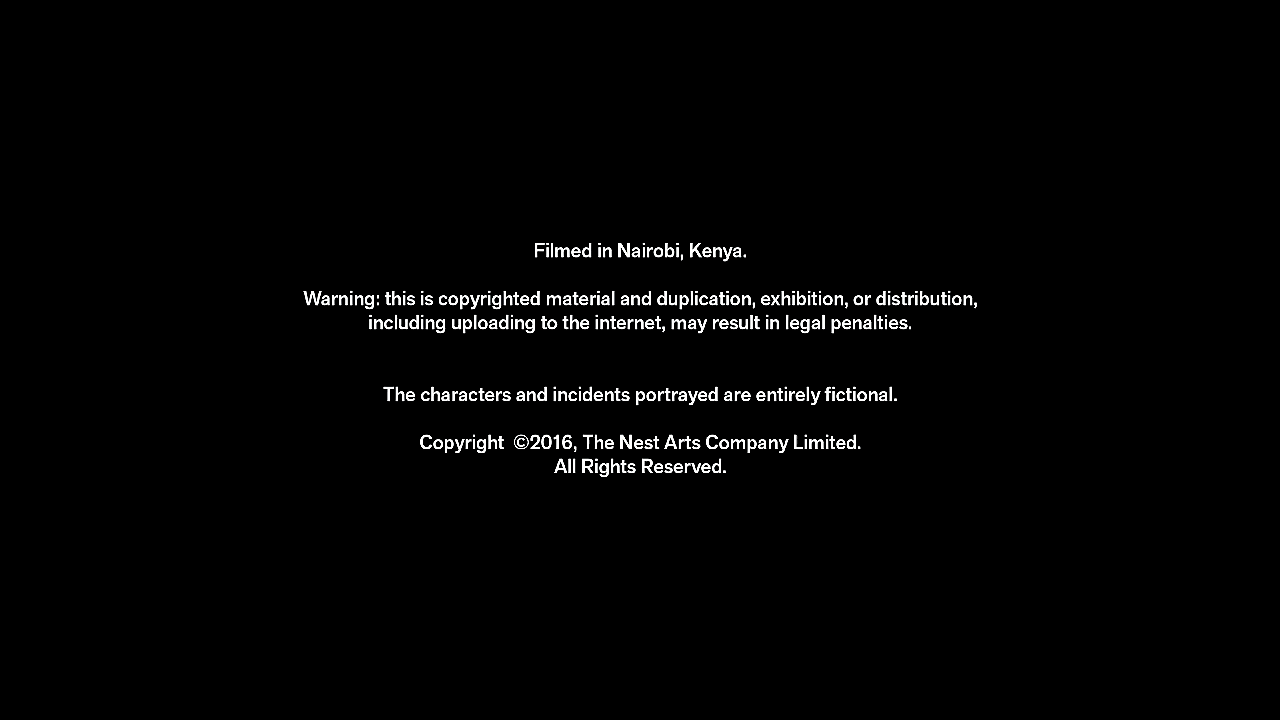 Filmed in Nairobi, Kenya.
Warning: this is copyrighted material and duplication, exhibition, or distribution,
including uploading to the internet, may result in legal penalties.
The characters and incidents portrayed are entirely fictional.
Copyright  ©2016, The Nest Arts Company Limited.
All Rights Reserved.